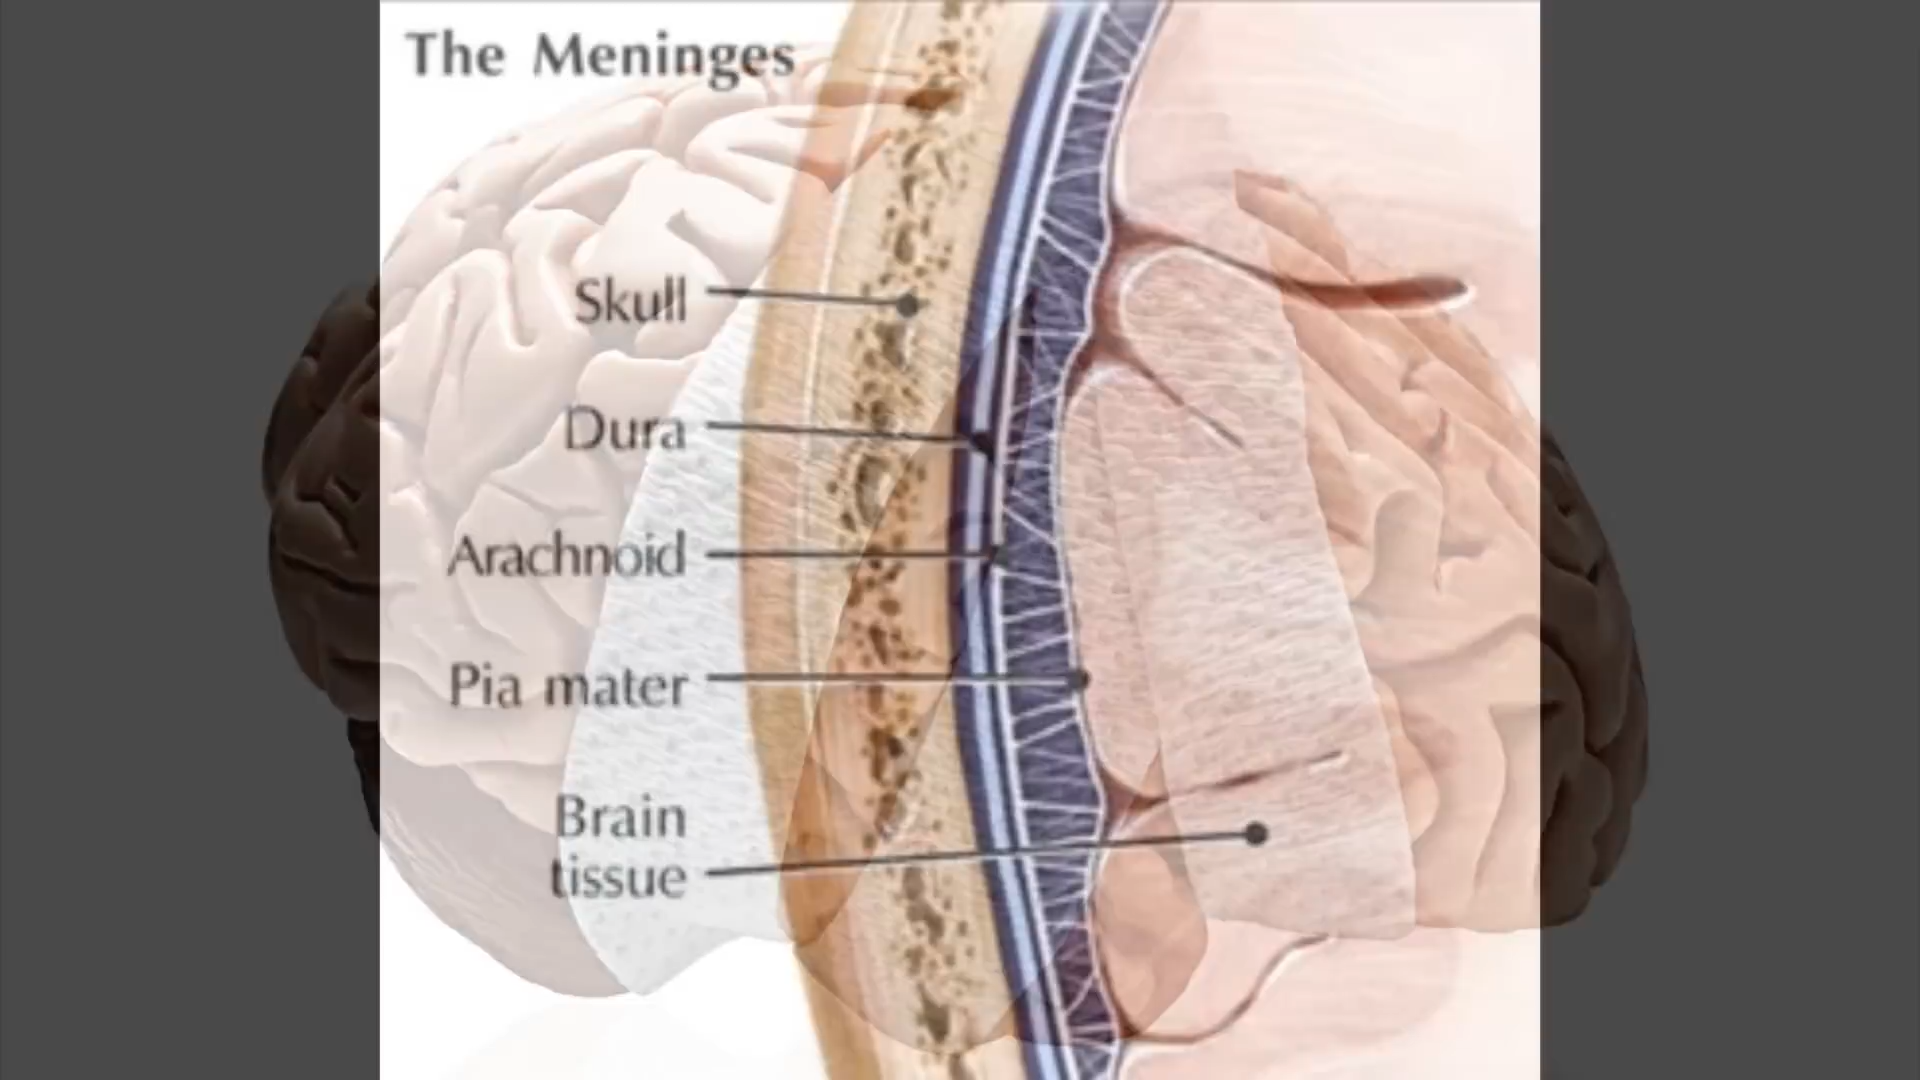 The Meninges
Skull
Dura
Arachnoid
Pia mater
Brain
tissue